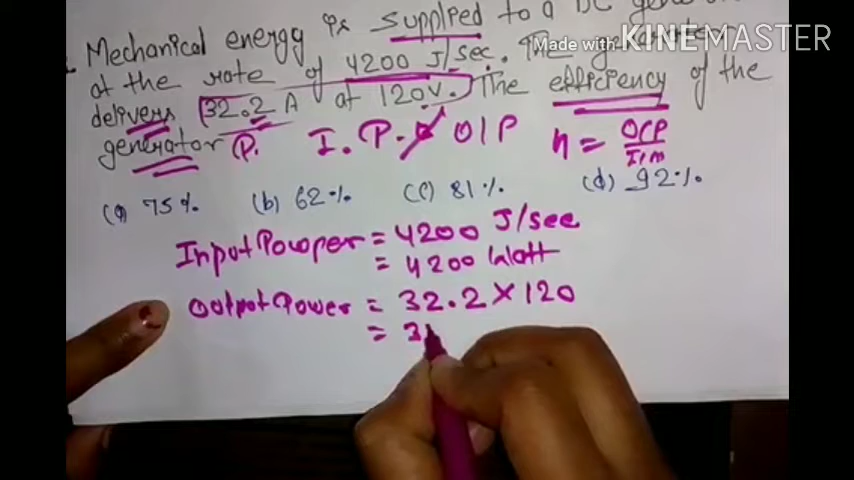 Mechanical energy is supplied to a DC
at the rate of 4200 J/sec. The
delivers 32.2 A at 120V. The efficiency of the
generator P. I.P. O/P η =
(a) 75% (b) 62% (c) 81% (d) 92%
Input Power = 4200 J/sec
= 4200 Watt
Output Power = 32.2 × 120
= 3
Made with KINEMASTER